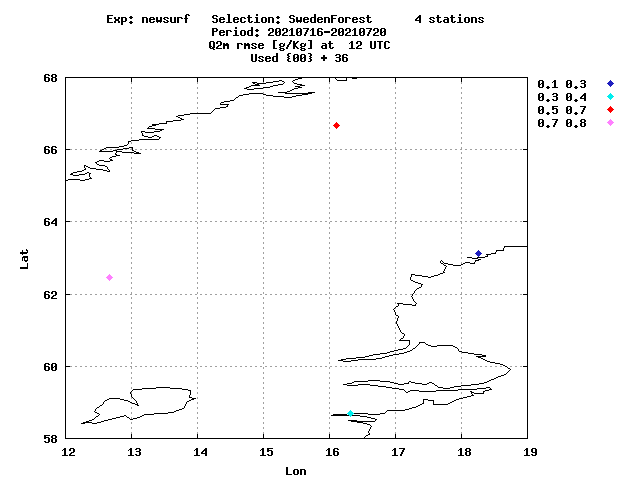 Exp: newsurf Selection: SwedenForest 4 stations
Period: 20210716-20210720
Q2m rmse [g/Kg] at 12 UTC
Used {00} + 36
0.1 0.3
0.3 0.4
0.5 0.7
0.7 0.8
68
66
64
62
60
58
Lat
12 13 14 15 16 17 18 19
Lon